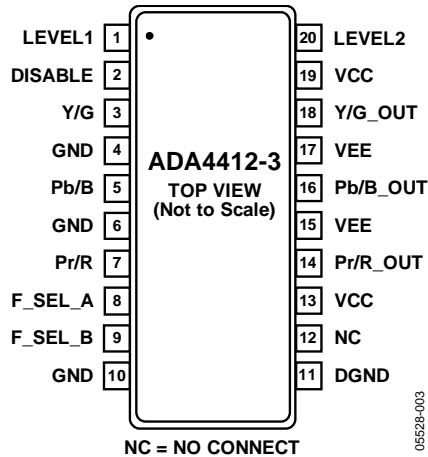 LEVEL1 1 20 LEVEL2
DISABLE 2 19 VCC
Y/G 3 18 Y/G_OUT
GND 4 17 VEE
Pb/B 5 16 Pb/B_OUT
GND 6 15 VEE
Pr/R 7 14 Pr/R_OUT
F_SEL_A 8 13 VCC
F_SEL_B 9 12 NC
GND 10 11 DGND
ADA4412-3
TOP VIEW
(Not to Scale)
NC = NO CONNECT
05528-003